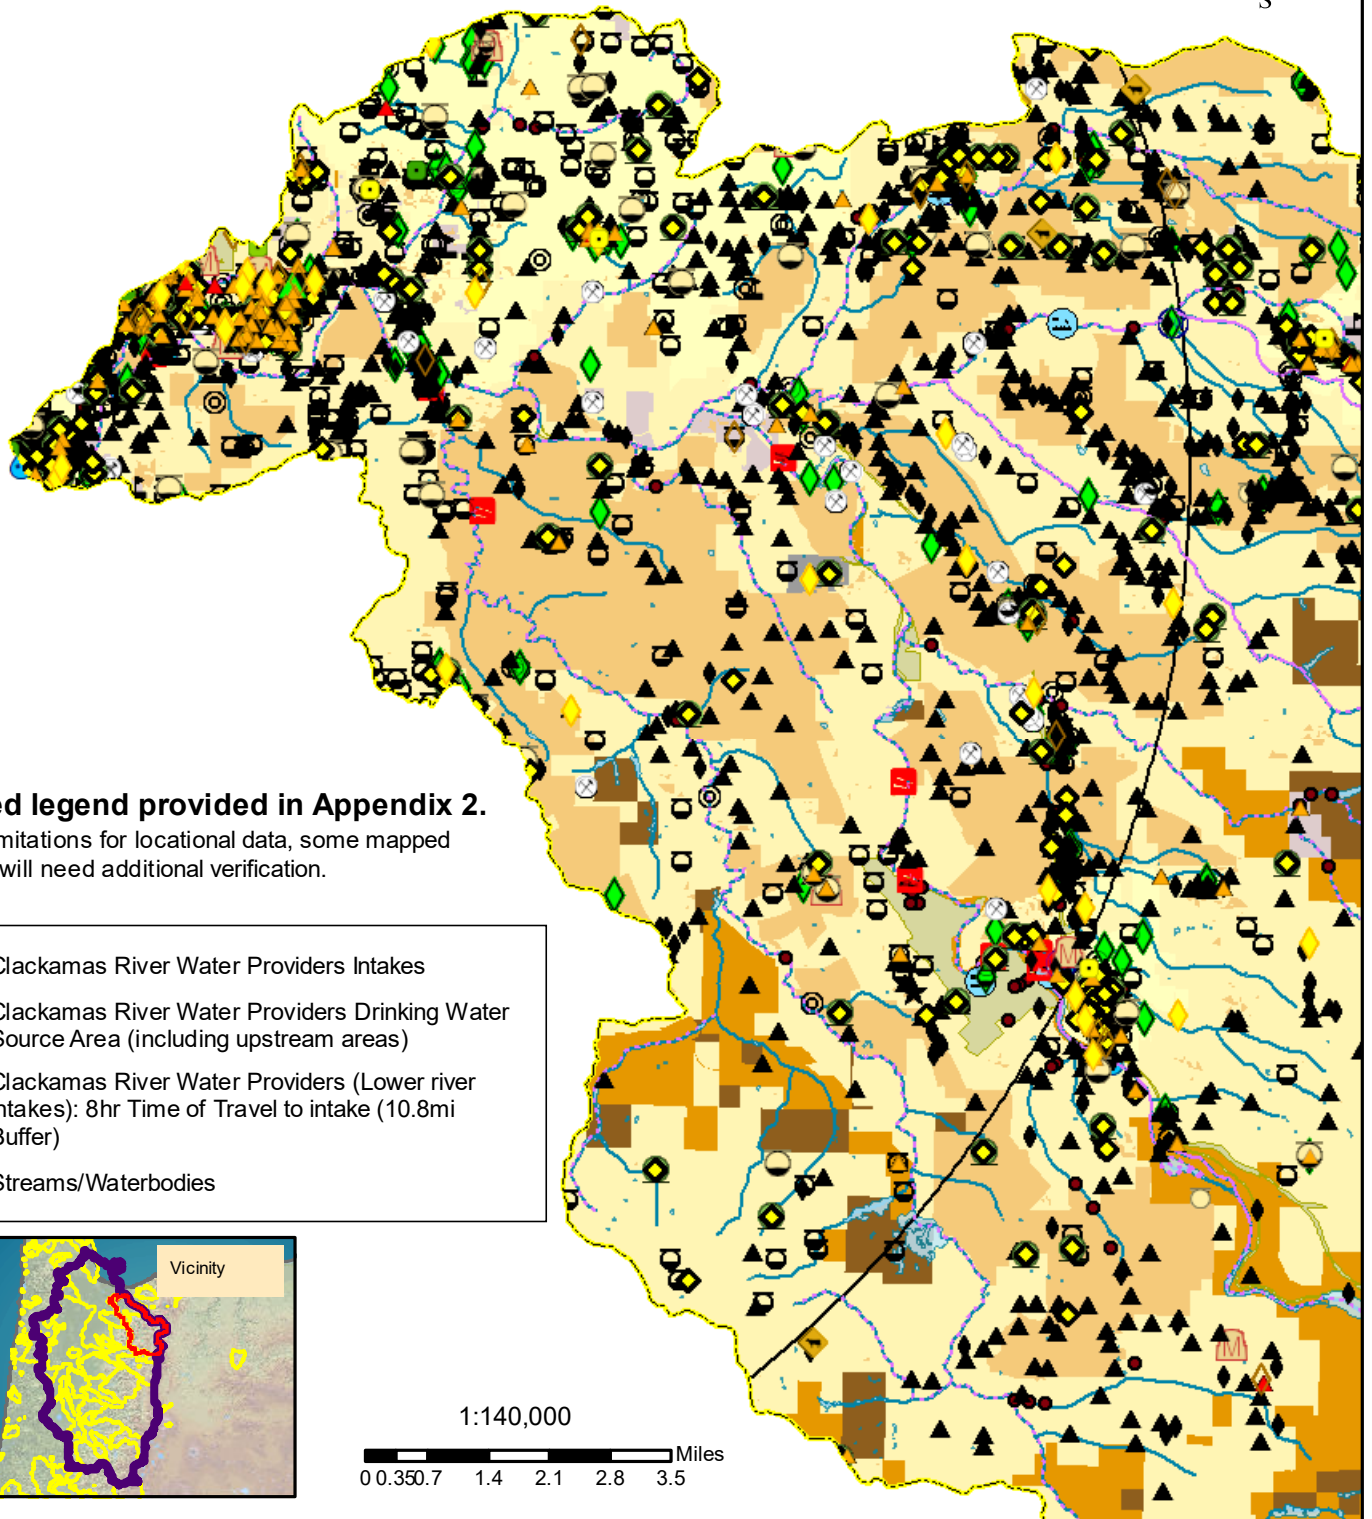 S
ed legend provided in Appendix 2.
mitations for locational data, some mapped
will need additional verification.
Clackamas River Water Providers Intakes
Clackamas River Water Providers Drinking Water
Source Area (including upstream areas)
Clackamas River Water Providers (Lower river
ntakes): 8hr Time of Travel to intake (10.8mi
Buffer)
Streams/Waterbodies
Vicinity
1:140,000
Miles
0 0.35 0.7 1.4 2.1 2.8 3.5
M
M